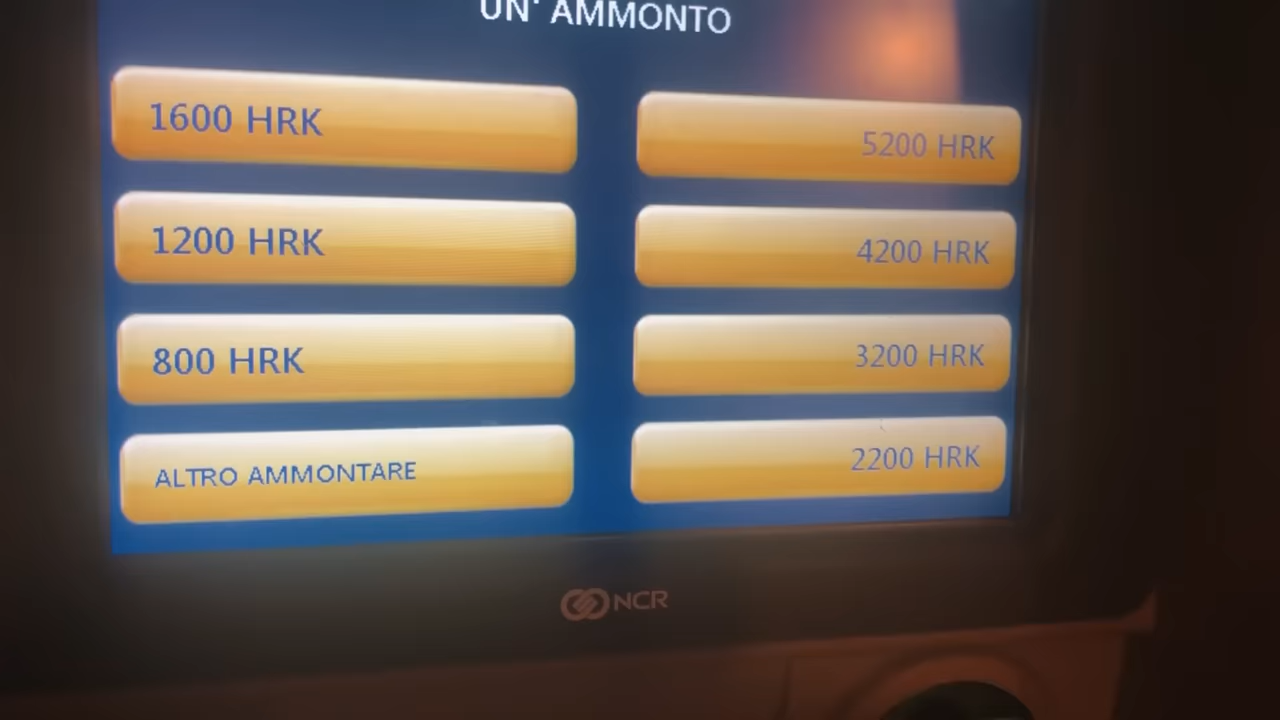 UN' AMMONTO
1600 HRK
5200 HRK
1200 HRK
4200 HRK
800 HRK
3200 HRK
ALTRO AMMONTARE
2200 HRK
NCR